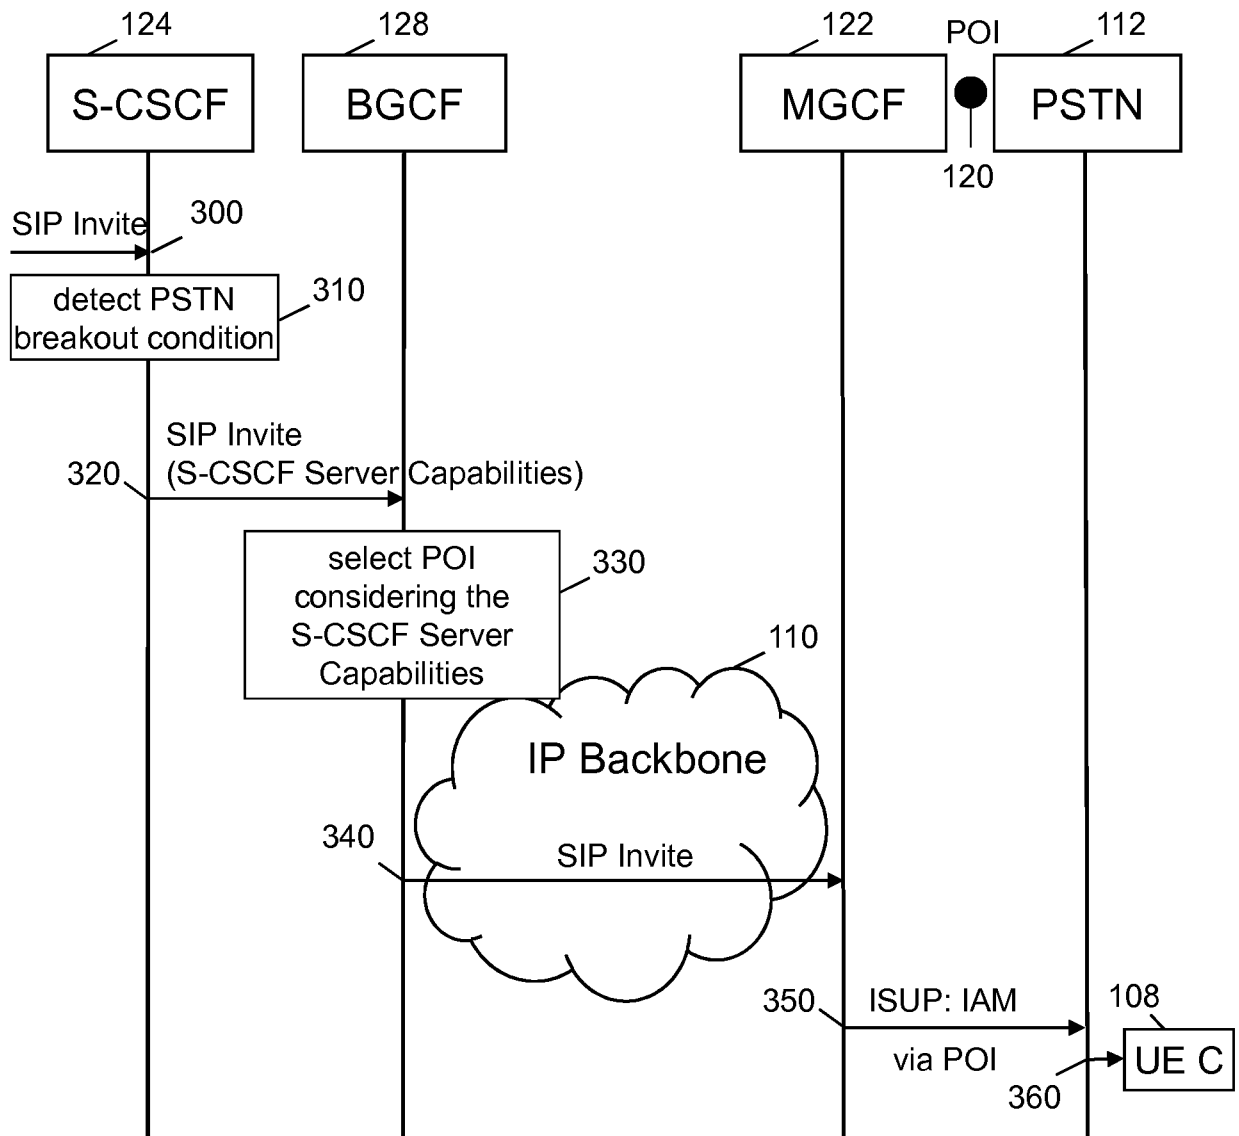 124
128
122
POI
112
S-CSCF
BGCF
MGCF
PSTN
120
SIP Invite
300
detect PSTN
breakout condition
310
SIP Invite
(S-CSCF Server Capabilities)
320
select POI
considering the
S-CSCF Server
Capabilities
330
110
IP Backbone
340
SIP Invite
350
ISUP: IAM
108
via POI
UE C
360